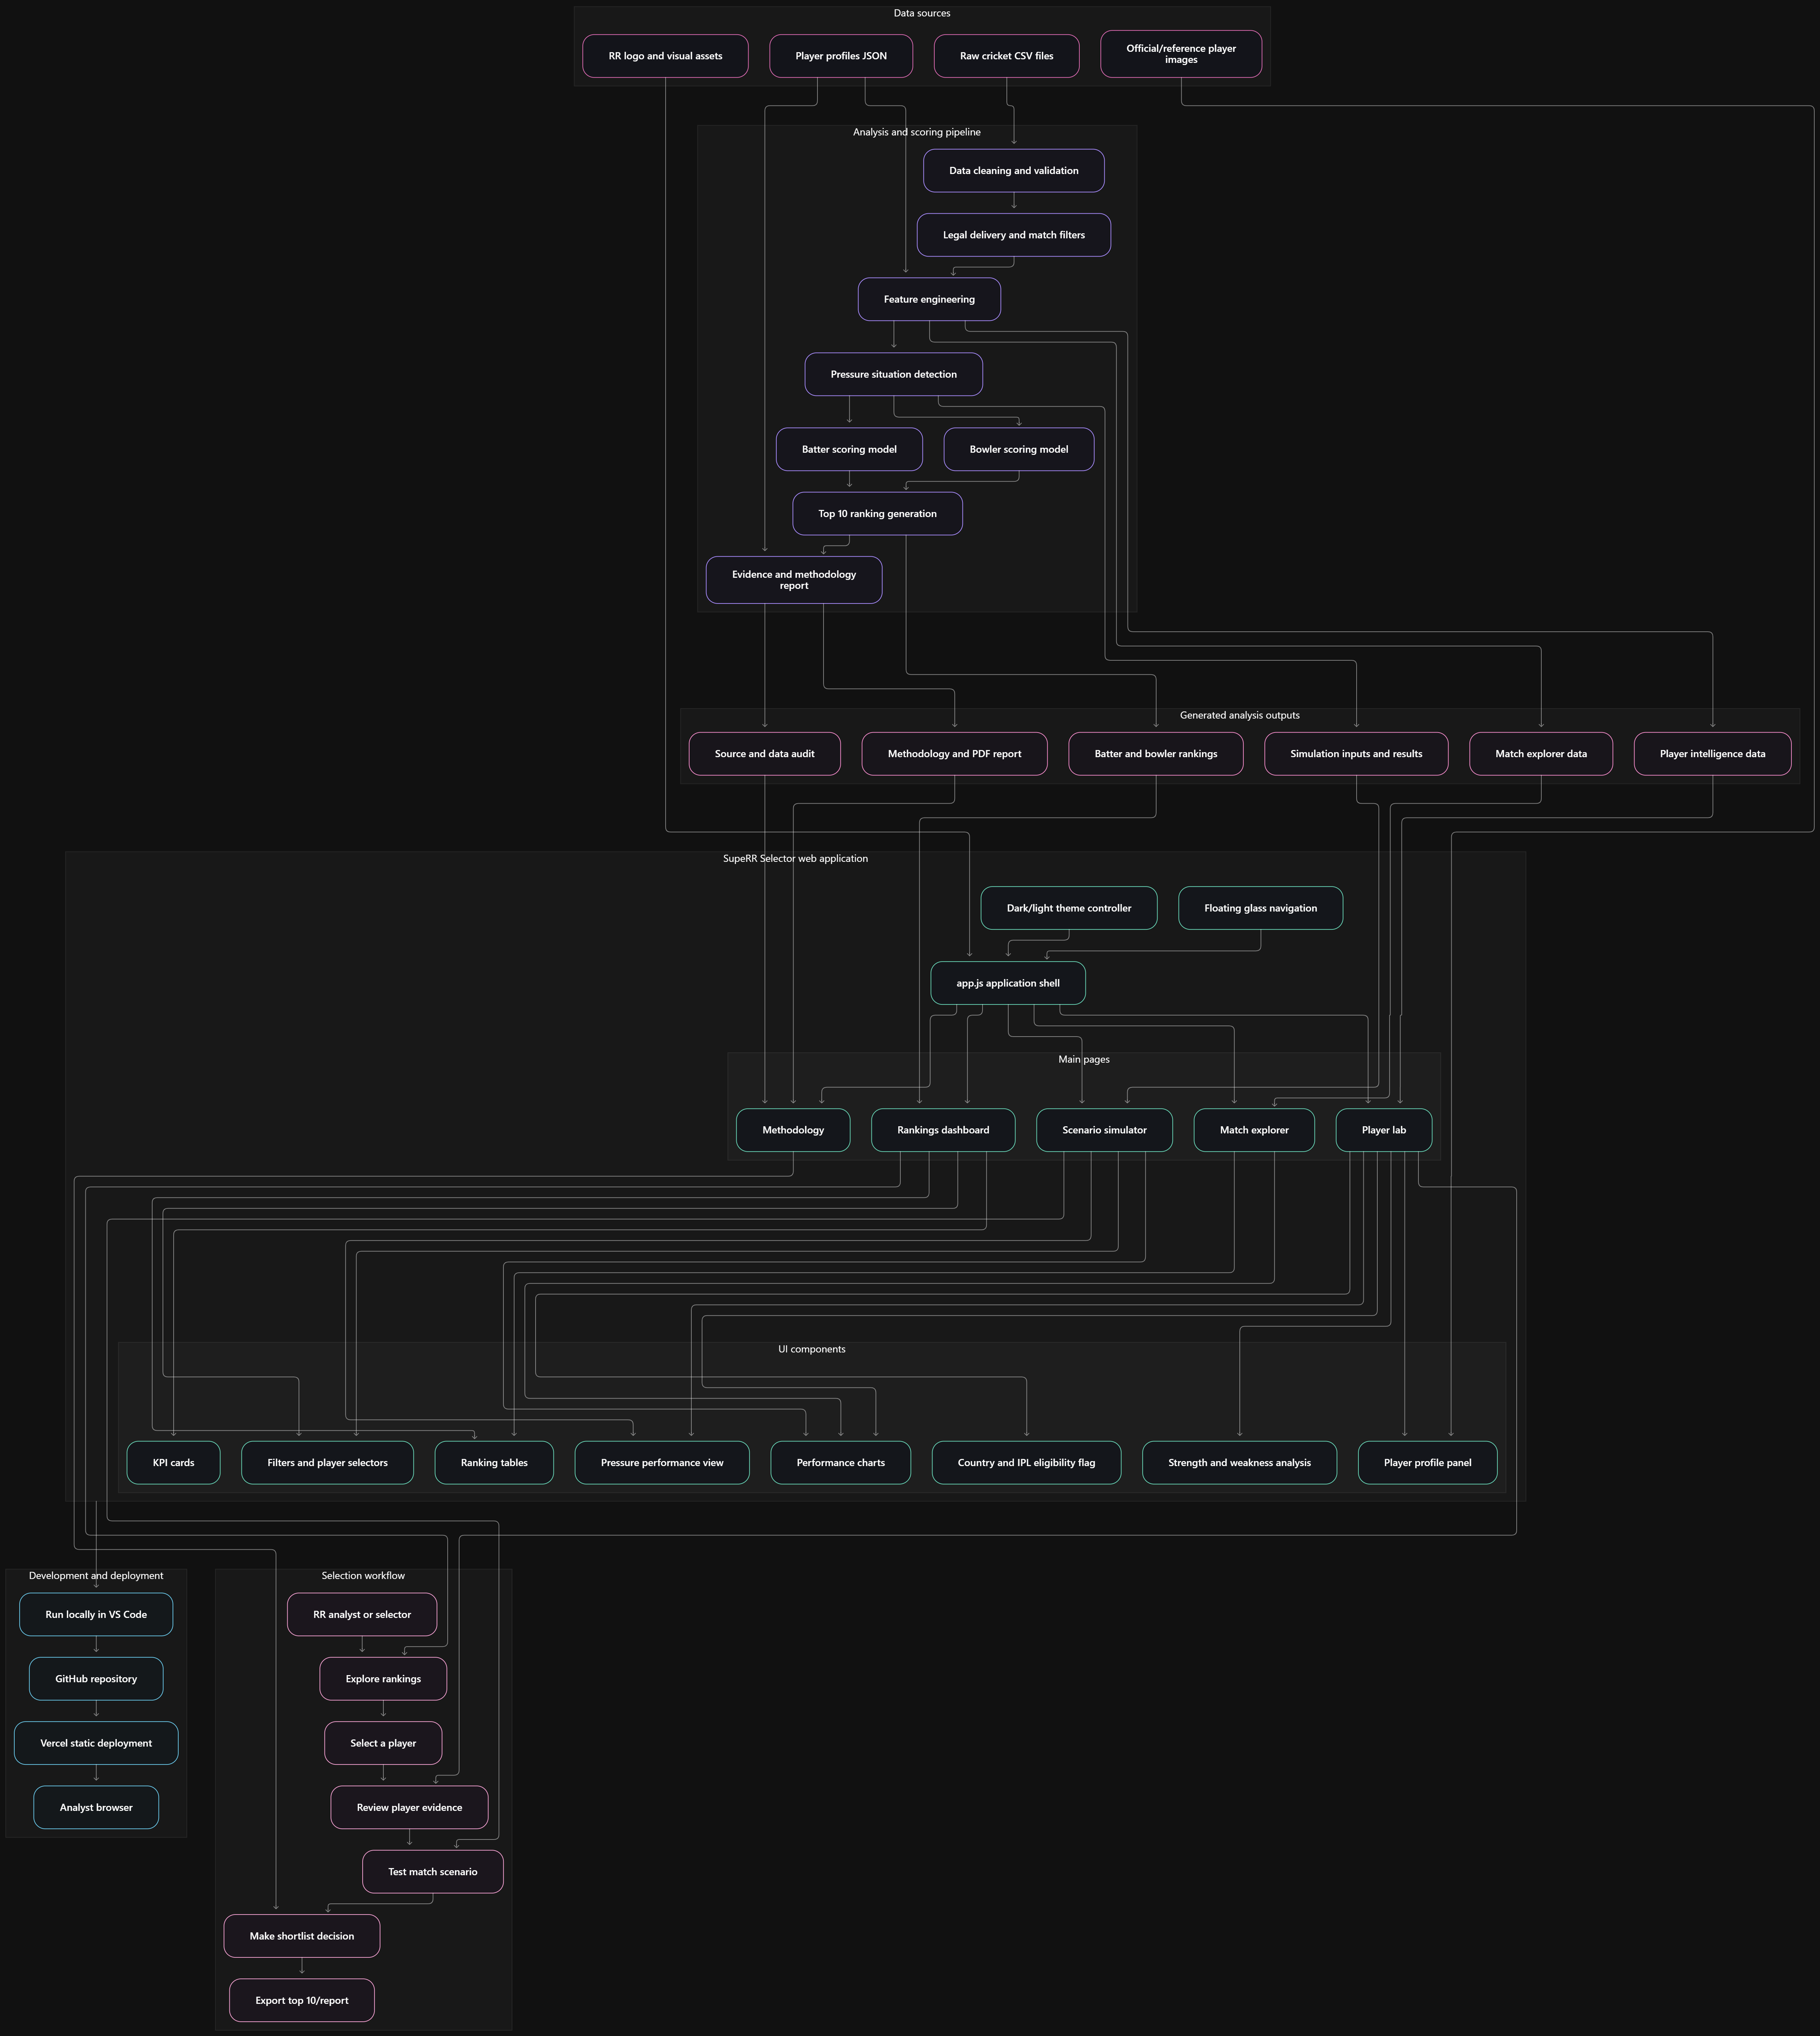 Data sources
RR logo and visual assets
Player profiles JSON
Raw cricket CSV files
Official/reference player
images
Analysis and scoring pipeline
Data cleaning and validation
Legal delivery and match filters
Feature engineering
Pressure situation detection
Batter scoring model
Bowler scoring model
Top 10 ranking generation
Evidence and methodology
report
Generated analysis outputs
Source and data audit
Methodology and PDF report
Batter and bowler rankings
Simulation inputs and results
Match explorer data
Player intelligence data
SupeRR Selector web application
Dark/light theme controller
Floating glass navigation
app.js application shell
Main pages
Methodology
Rankings dashboard
Scenario simulator
Match explorer
Player lab
UI components
KPI cards
Filters and player selectors
Ranking tables
Pressure performance view
Performance charts
Country and IPL eligibility flag
Strength and weakness analysis
Player profile panel
Development and deployment
Run locally in VS Code
GitHub repository
Vercel static deployment
Analyst browser
Selection workflow
RR analyst or selector
Explore rankings
Select a player
Review player evidence
Test match scenario
Make shortlist decision
Export top 10/report